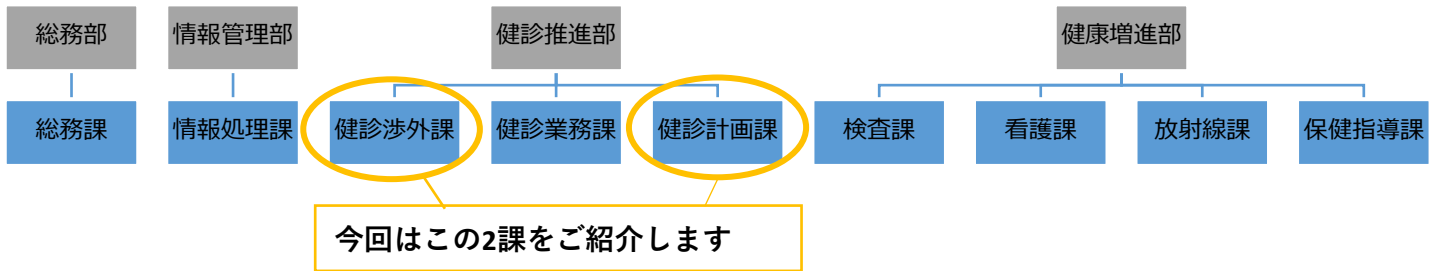 総務部 情報管理部 健診推進部 健康増進部
総務課 情報処理課 健診渉外課 健診業務課 健診計画課 検査課 看護課 放射線課 保健指導課
今回はこの2課をご紹介します